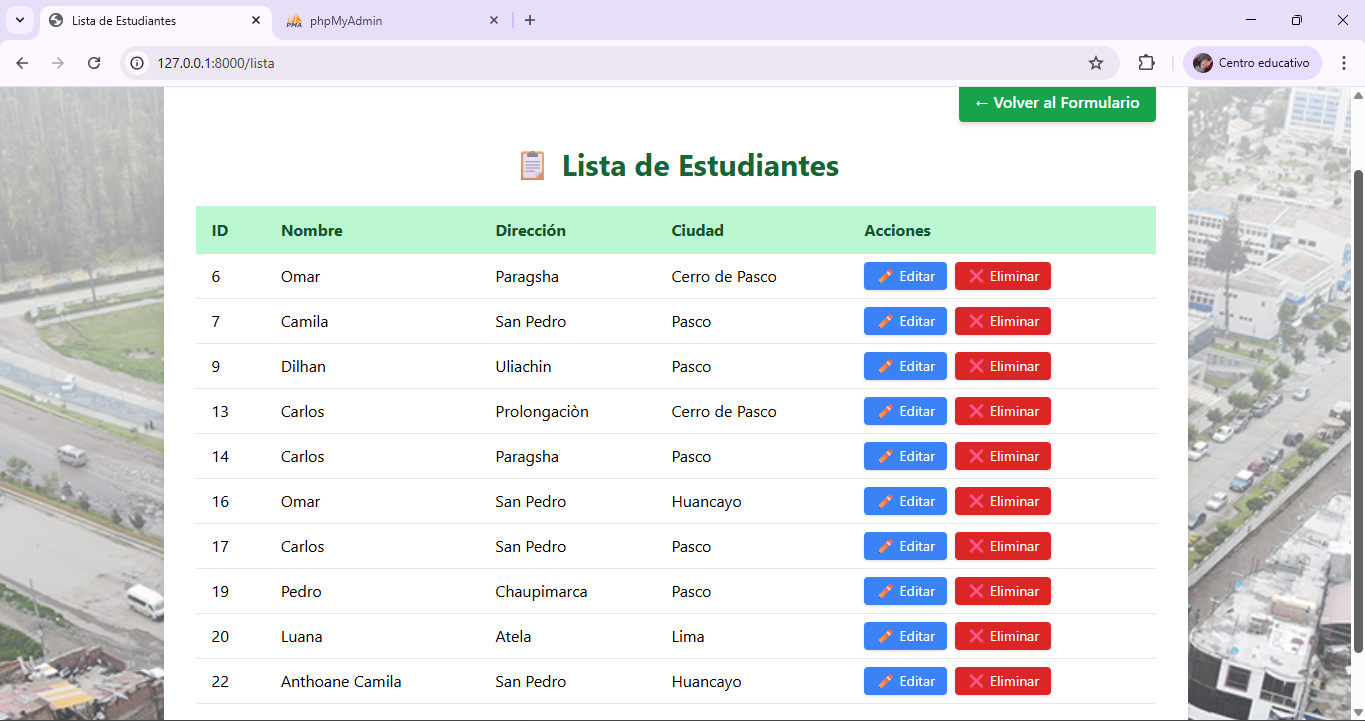 Lista de Estudiantes
phpMyAdmin
127.0.0.1:8000/lista
Centro educativo
← Volver al Formulario
Lista de Estudiantes
ID Nombre Dirección Ciudad Acciones
6 Omar Paragsha Cerro de Pasco Editar Eliminar
7 Camila San Pedro Pasco Editar Eliminar
9 Dilhan Uliachin Pasco Editar Eliminar
13 Carlos Prolongaciòn Cerro de Pasco Editar Eliminar
14 Carlos Paragsha Pasco Editar Eliminar
16 Omar San Pedro Huancayo Editar Eliminar
17 Carlos San Pedro Pasco Editar Eliminar
19 Pedro Chaupimarca Pasco Editar Eliminar
20 Luana Atela Lima Editar Eliminar
22 Anthoane Camila San Pedro Huancayo Editar Eliminar